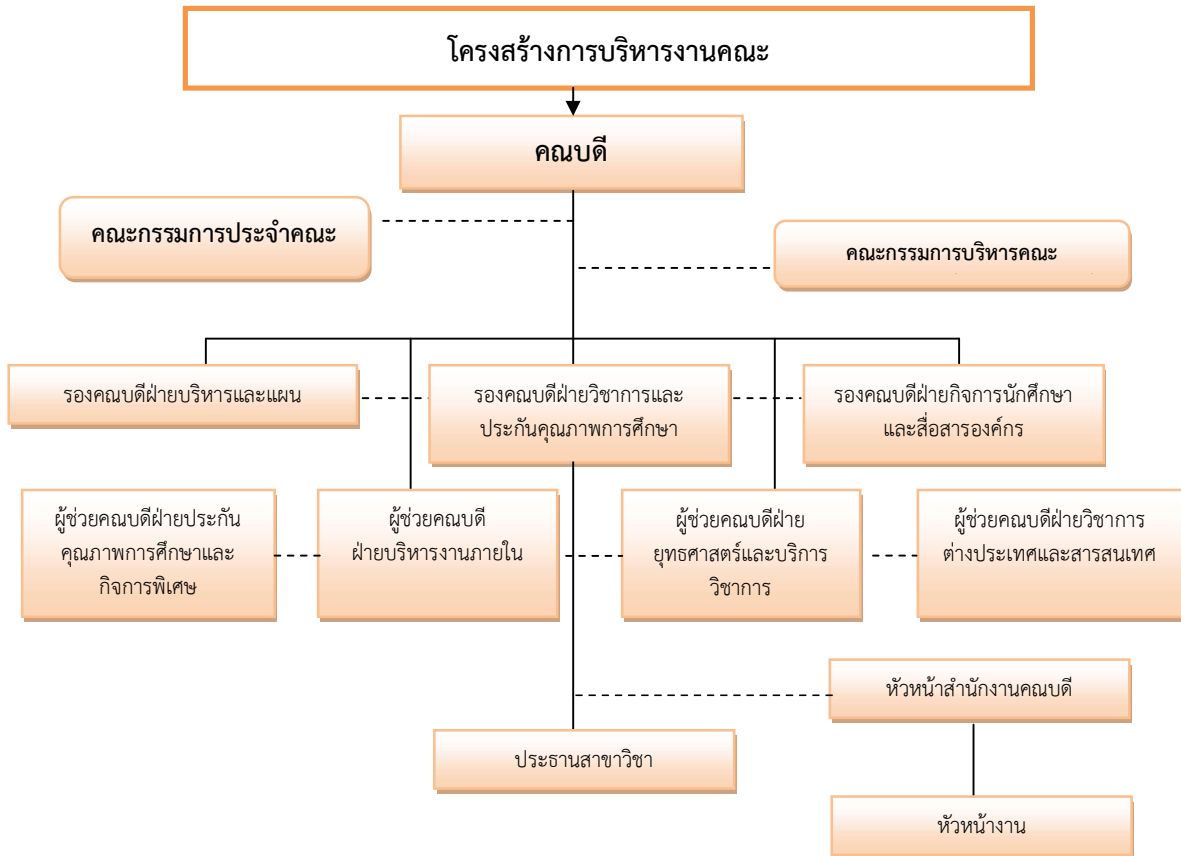 โครงสร้างการบริหารงานคณะ
คณบดี
คณะกรรมการประจำคณะ
คณะกรรมการบริหารคณะ
รองคณบดีฝ่ายบริหารและแผน
รองคณบดีฝ่ายวิชาการและ
ประกันคุณภาพการศึกษา
รองคณบดีฝ่ายกิจการนักศึกษา
และสื่อสารองค์กร
ผู้ช่วยคณบดีฝ่ายประกัน
คุณภาพการศึกษาและ
กิจการพิเศษ
ผู้ช่วยคณบดี
ฝ่ายบริหารงานภายใน
ผู้ช่วยคณบดีฝ่าย
ยุทธศาสตร์และบริการ
วิชาการ
ผู้ช่วยคณบดีฝ่ายวิชาการ
ต่างประเทศและสารสนเทศ
หัวหน้าสำนักงานคณบดี
ประธานสาขาวิชา
หัวหน้างาน